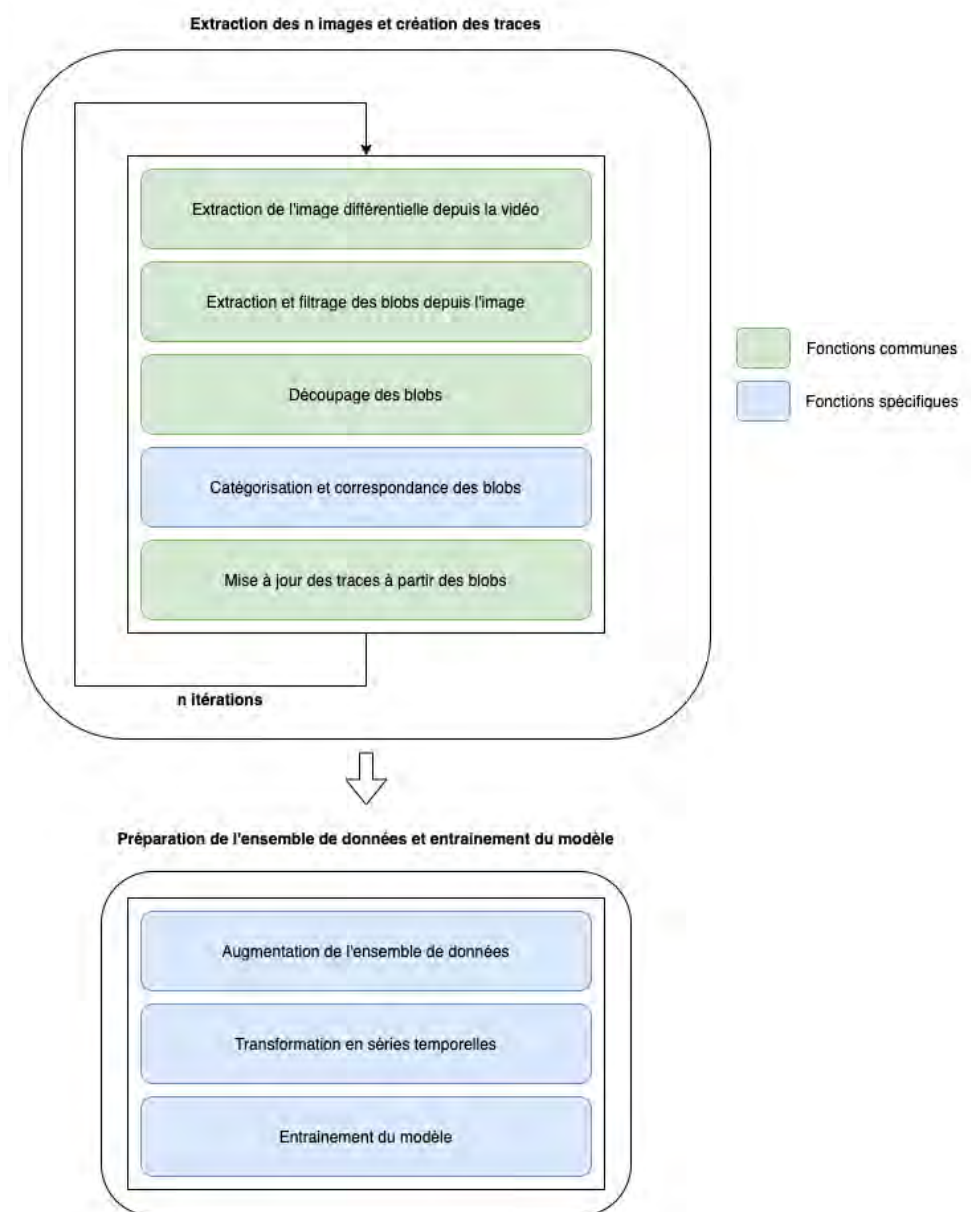 Extraction des n images et création des traces
Extraction de l'image différentielle depuis la vidéo
Extraction et filtrage des blobs depuis l'image
Découpage des blobs
Catégorisation et correspondance des blobs
Mise à jour des traces à partir des blobs
n itérations
Fonctions communes
Fonctions spécifiques
Préparation de l'ensemble de données et entrainement du modèle
Augmentation de l'ensemble de données
Transformation en séries temporelles
Entrainement du modèle